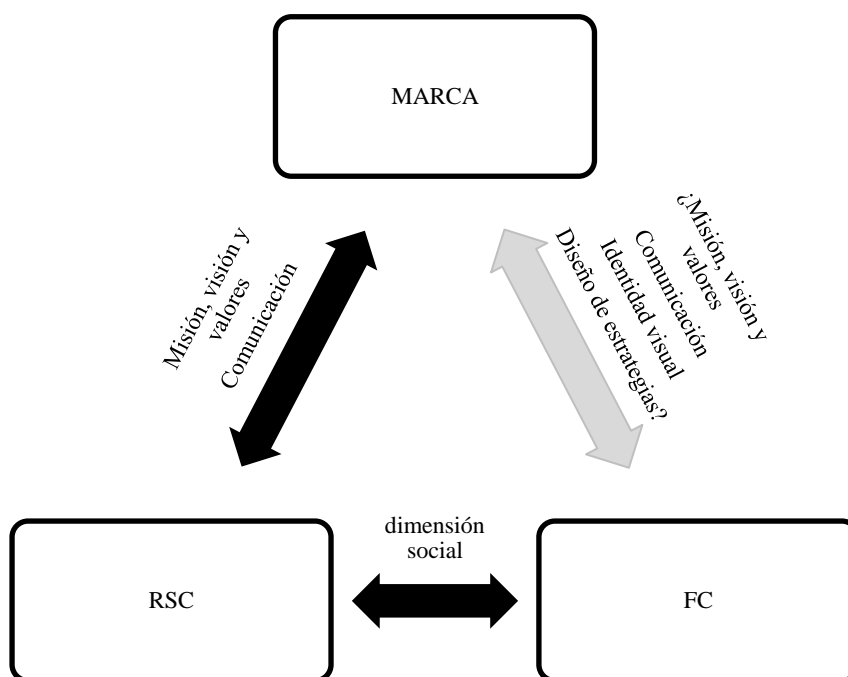 MARCA
Misión, visión y
valores
Comunicación
¿Misión, visión y
valores
Comunicación
Identidad visual
Diseño de estrategias?
dimensión
social
RSC
FC